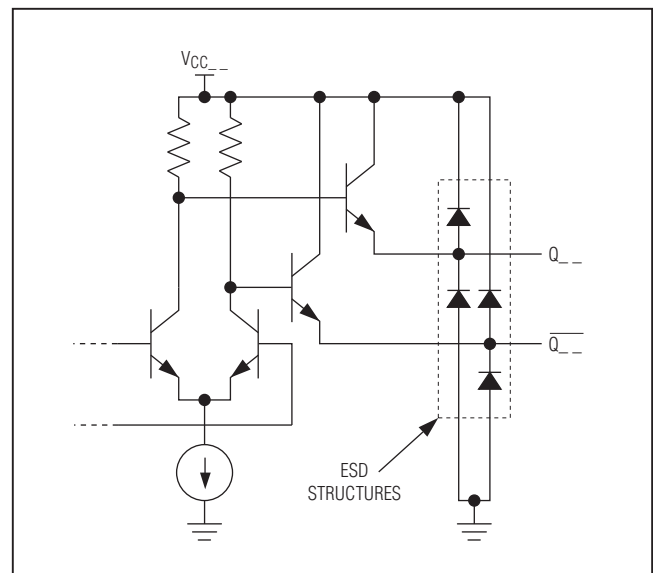 VCC_ _
Q_ _
Q_ _
ESD
STRUCTURES